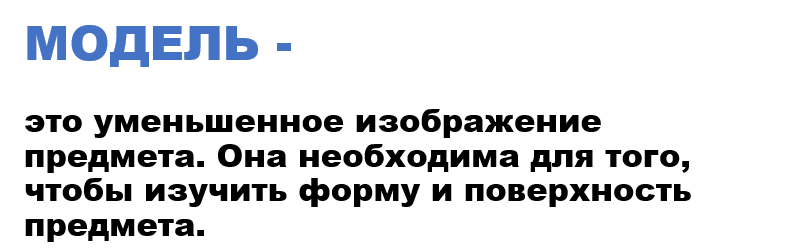 МОДЕЛЬ -
это уменьшенное изображение
предмета. Она необходима для того,
чтобы изучить форму и поверхность
предмета.